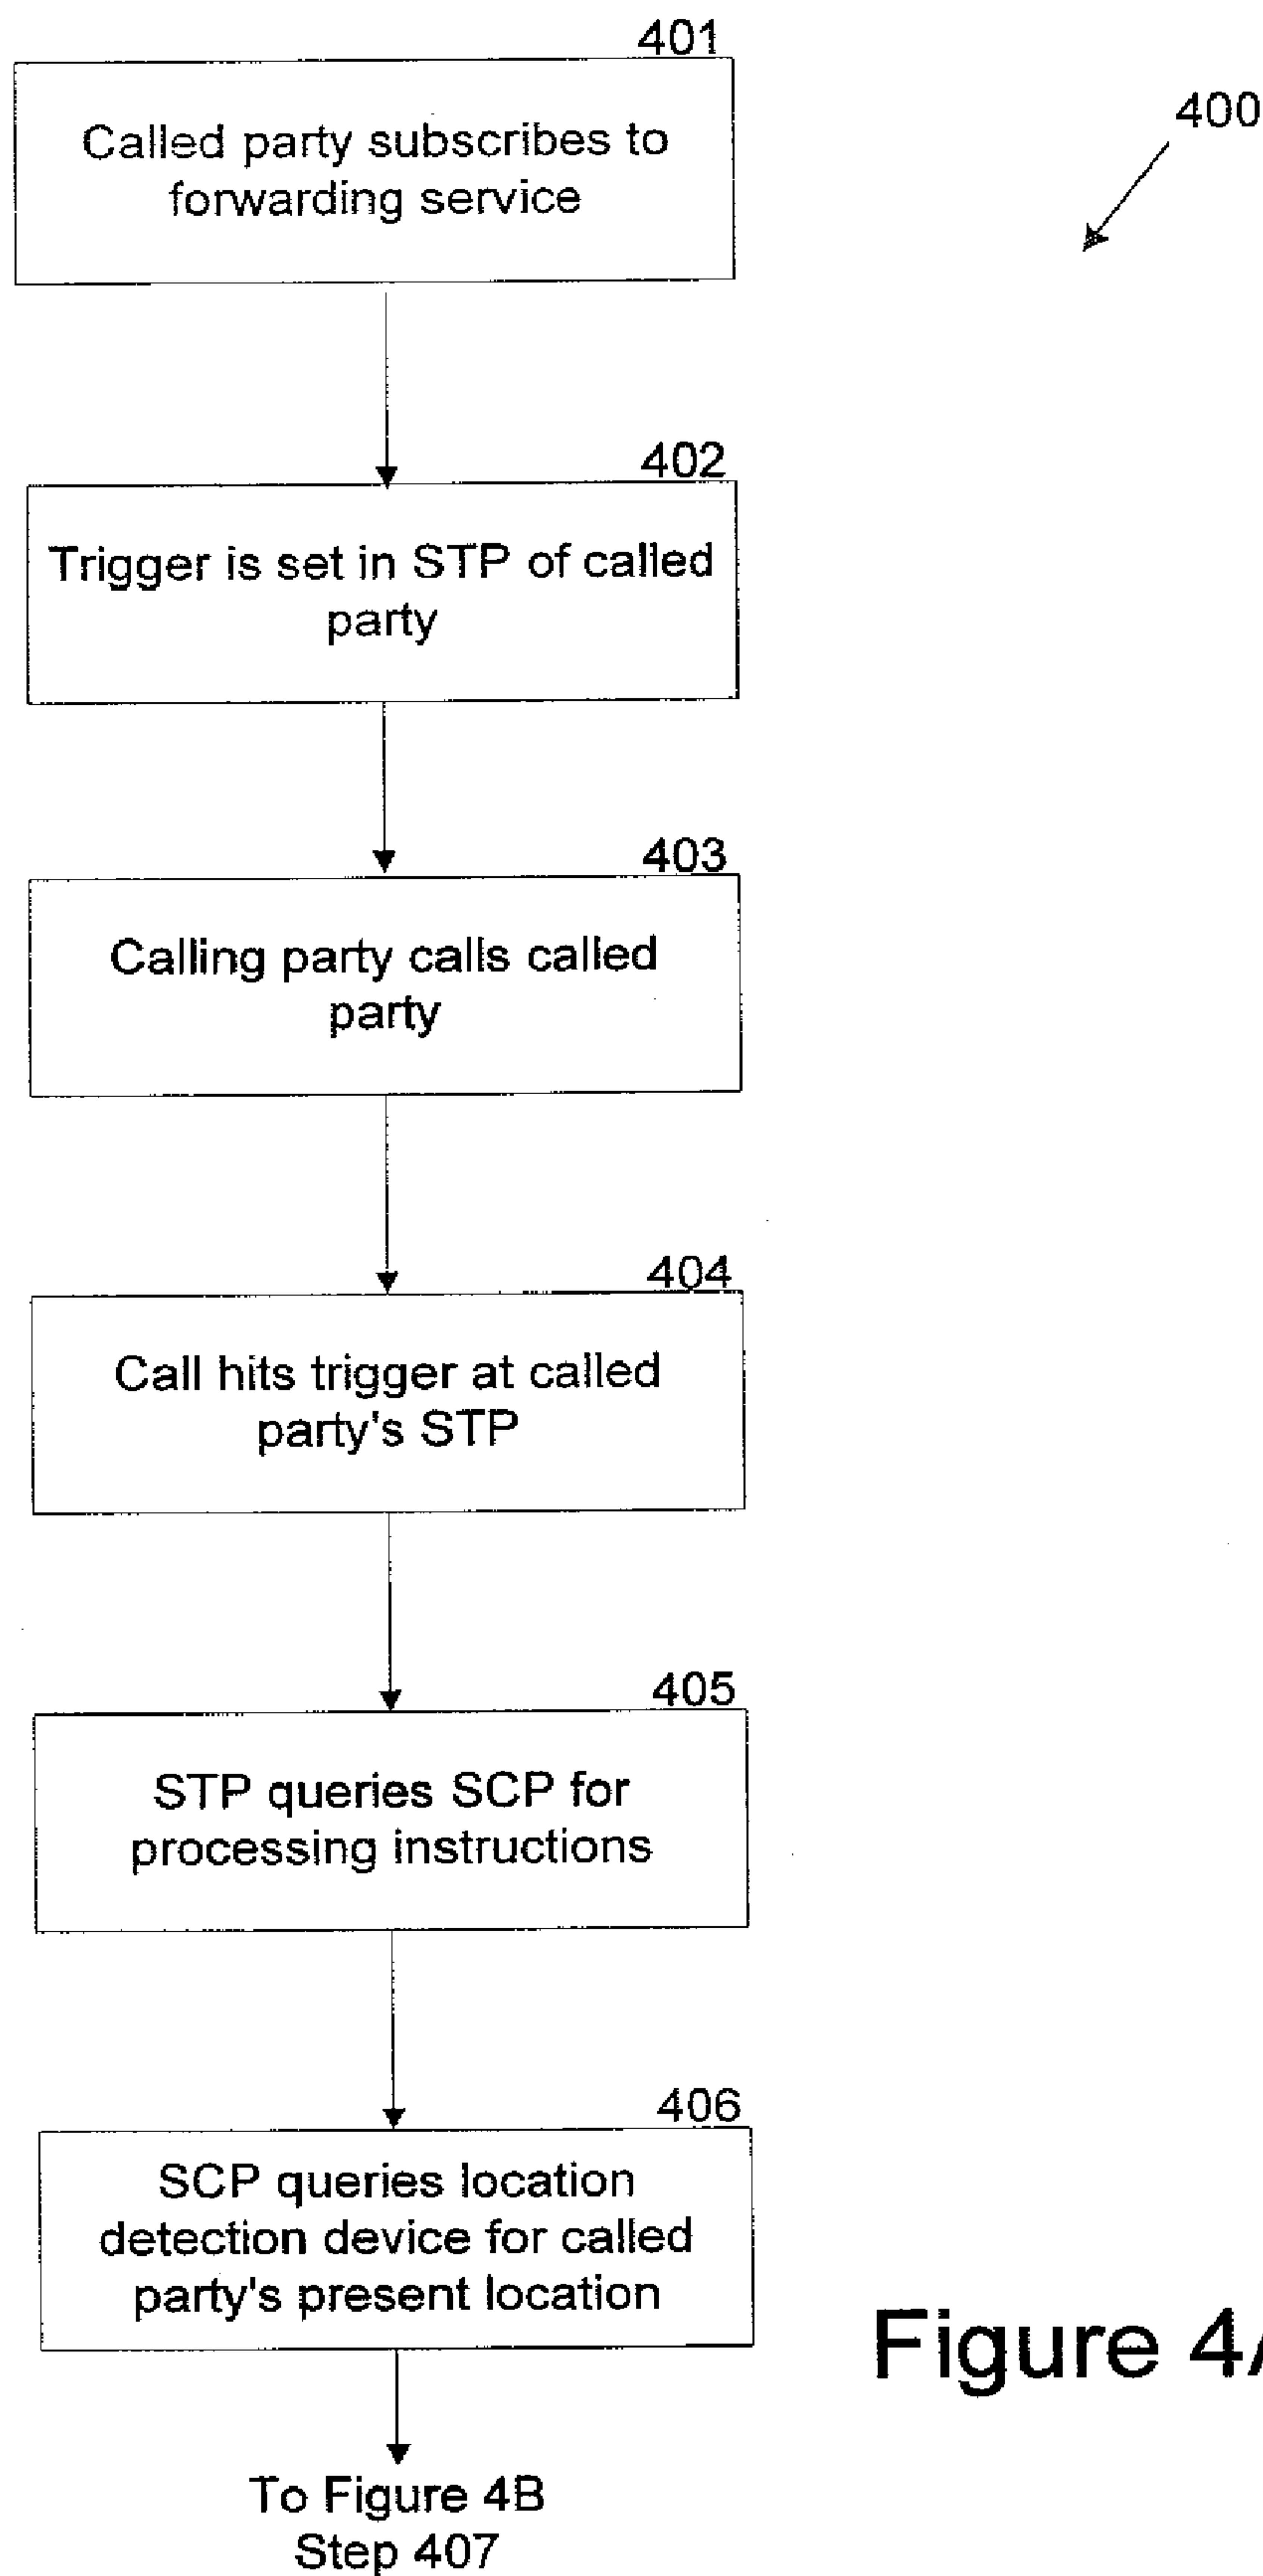 401
Called party subscribes to
forwarding service
400
402
Trigger is set in STP of called
party
403
Calling party calls called
party
404
Call hits trigger at called
party's STP
405
STP queries SCP for
processing instructions
406
SCP queries location
detection device for called
party's present location
Figure 4A
To Figure 4B
Step 407